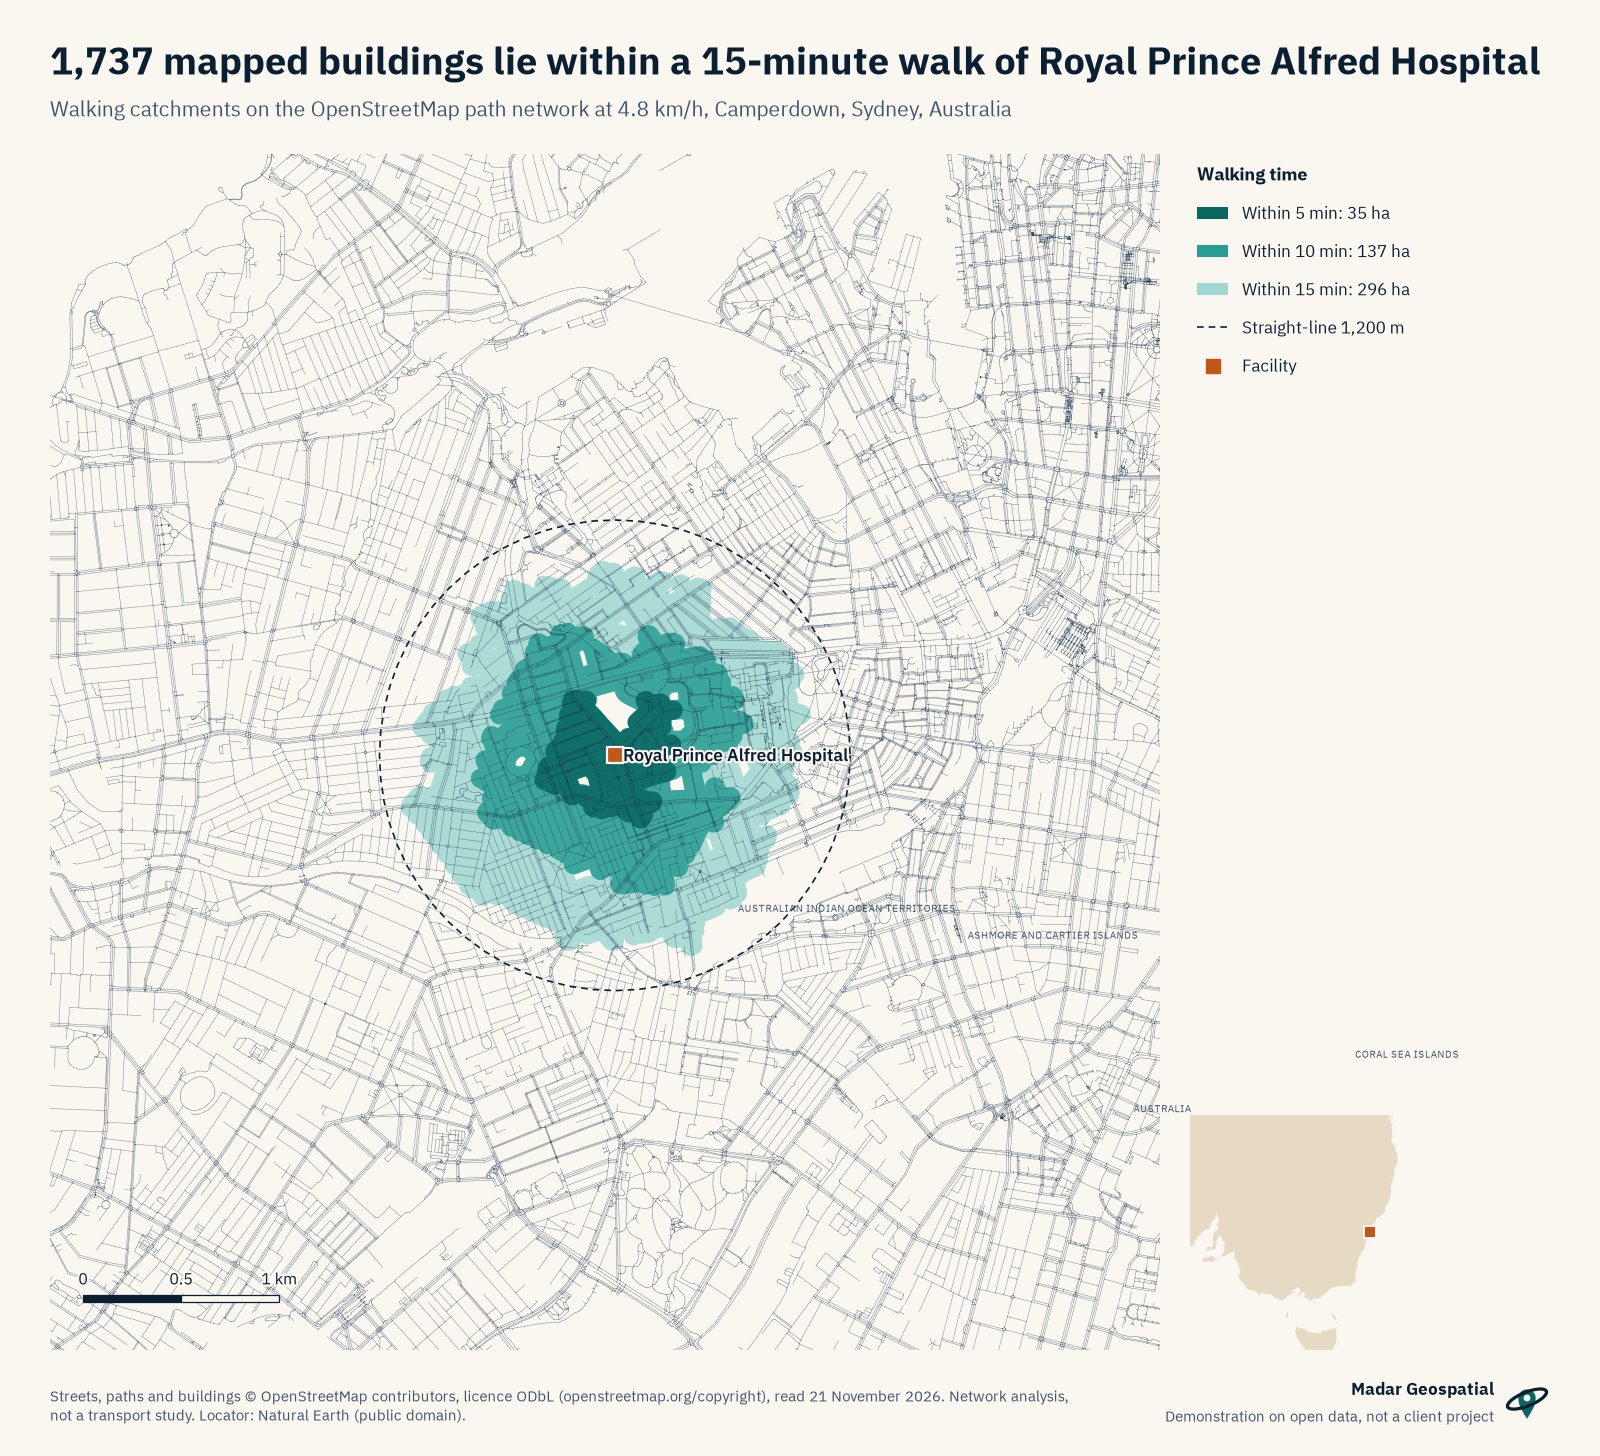 1,737 mapped buildings lie within a 15-minute walk of Royal Prince Alfred Hospital
Walking catchments on the OpenStreetMap path network at 4.8 km/h, Camperdown, Sydney, Australia
Walking time
Within 5 min: 35 ha
Within 10 min: 137 ha
Within 15 min: 296 ha
Straight-line 1,200 m
Facility
Royal Prince Alfred Hospital
AUSTRALIAN INDIAN OCEAN TERRITORIES
ASHMORE AND CARTIER ISLANDS
CORAL SEA ISLANDS
AUSTRALIA
0 0.5 1 km
Streets, paths and buildings © OpenStreetMap contributors, licence ODbL (openstreetmap.org/copyright), read 21 November 2026. Network analysis,
not a transport study. Locator: Natural Earth (public domain).
Madar Geospatial
Demonstration on open data, not a client project